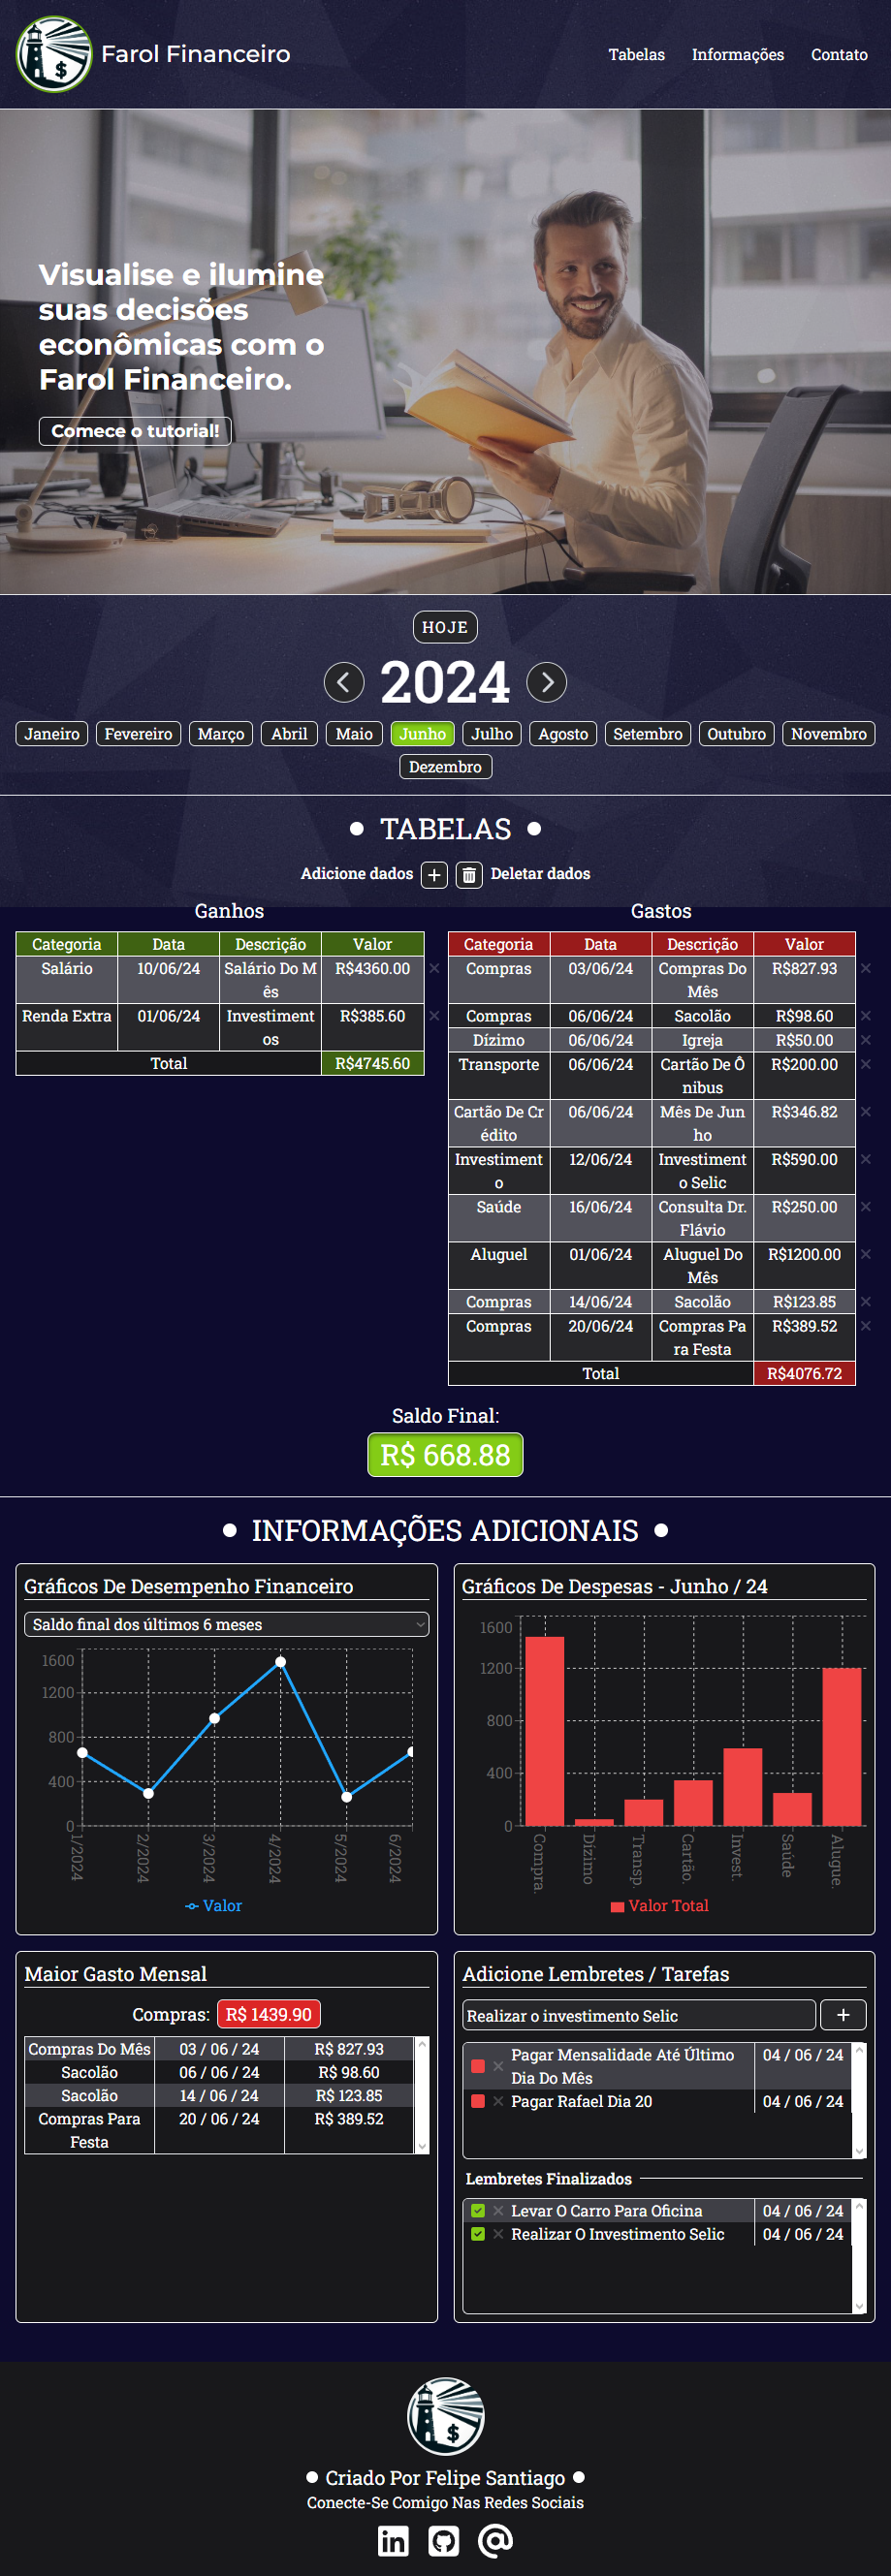 $
Farol Financeiro
Tabelas Informações Contato
Visualise e ilumine
suas decisões
econômicas com o
Farol Financeiro.
Comece o tutorial!
HOJE
2024
Janeiro Fevereiro Março Abril Maio Junho Julho Agosto Setembro Outubro Novembro
Dezembro
TABELAS
Adicione dados + Deletar dados
Ganhos
Categoria Data Descrição Valor
Salário 10/06/24 Salário Do M R$4360.00 ×
ês
Renda Extra 01/06/24 Investiment R$385.60 ×
os
Total R$4745.60
Gastos
Categoria Data Descrição Valor
Compras 03/06/24 Compras Do R$827.93 ×
Mês
Compras 06/06/24 Sacolão R$98.60 ×
Dízimo 06/06/24 Igreja R$50.00 ×
Transporte 06/06/24 Cartão De Ô R$200.00 ×
nibus
Cartão De Cr 06/06/24 Mês De Jun R$346.82 ×
édito ho
Investiment 12/06/24 Investiment R$590.00 ×
o o Selic
Saúde 16/06/24 Consulta Dr. R$250.00 ×
Flávio
Aluguel 01/06/24 Aluguel Do R$1200.00 ×
Mês
Compras 14/06/24 Sacolão R$123.85 ×
Compras 20/06/24 Compras Pa R$389.52 ×
ra Festa
Total R$4076.72
Saldo Final:
R$ 668.88
INFORMAÇÕES ADICIONAIS
Gráficos De Desempenho Financeiro
Saldo final dos últimos 6 meses
1600
1200
800
400
0
1/2024 2/2024 3/2024 4/2024 5/2024 6/2024
Valor
Gráficos De Despesas - Junho / 24
1600
1200
800
400
0
Compra. Dízimo Transp. Cartão. Invest. Saúde Alugue.
Valor Total
Maior Gasto Mensal
Compras: R$ 1439.90
Compras Do Mês 03 / 06 / 24 R$ 827.93
Sacolão 06 / 06 / 24 R$ 98.60
Sacolão 14 / 06 / 24 R$ 123.85
Compras Para 20 / 06 / 24 R$ 389.52
Festa
Adicione Lembretes / Tarefas
Realizar o investimento Selic +
× Pagar Mensalidade Até Último 04 / 06 / 24
Dia Do Mês
× Pagar Rafael Dia 20 04 / 06 / 24
Lembretes Finalizados
× Levar O Carro Para Oficina 04 / 06 / 24
× Realizar O Investimento Selic 04 / 06 / 24
$
Criado Por Felipe Santiago
Conecte-Se Comigo Nas Redes Sociais
in @